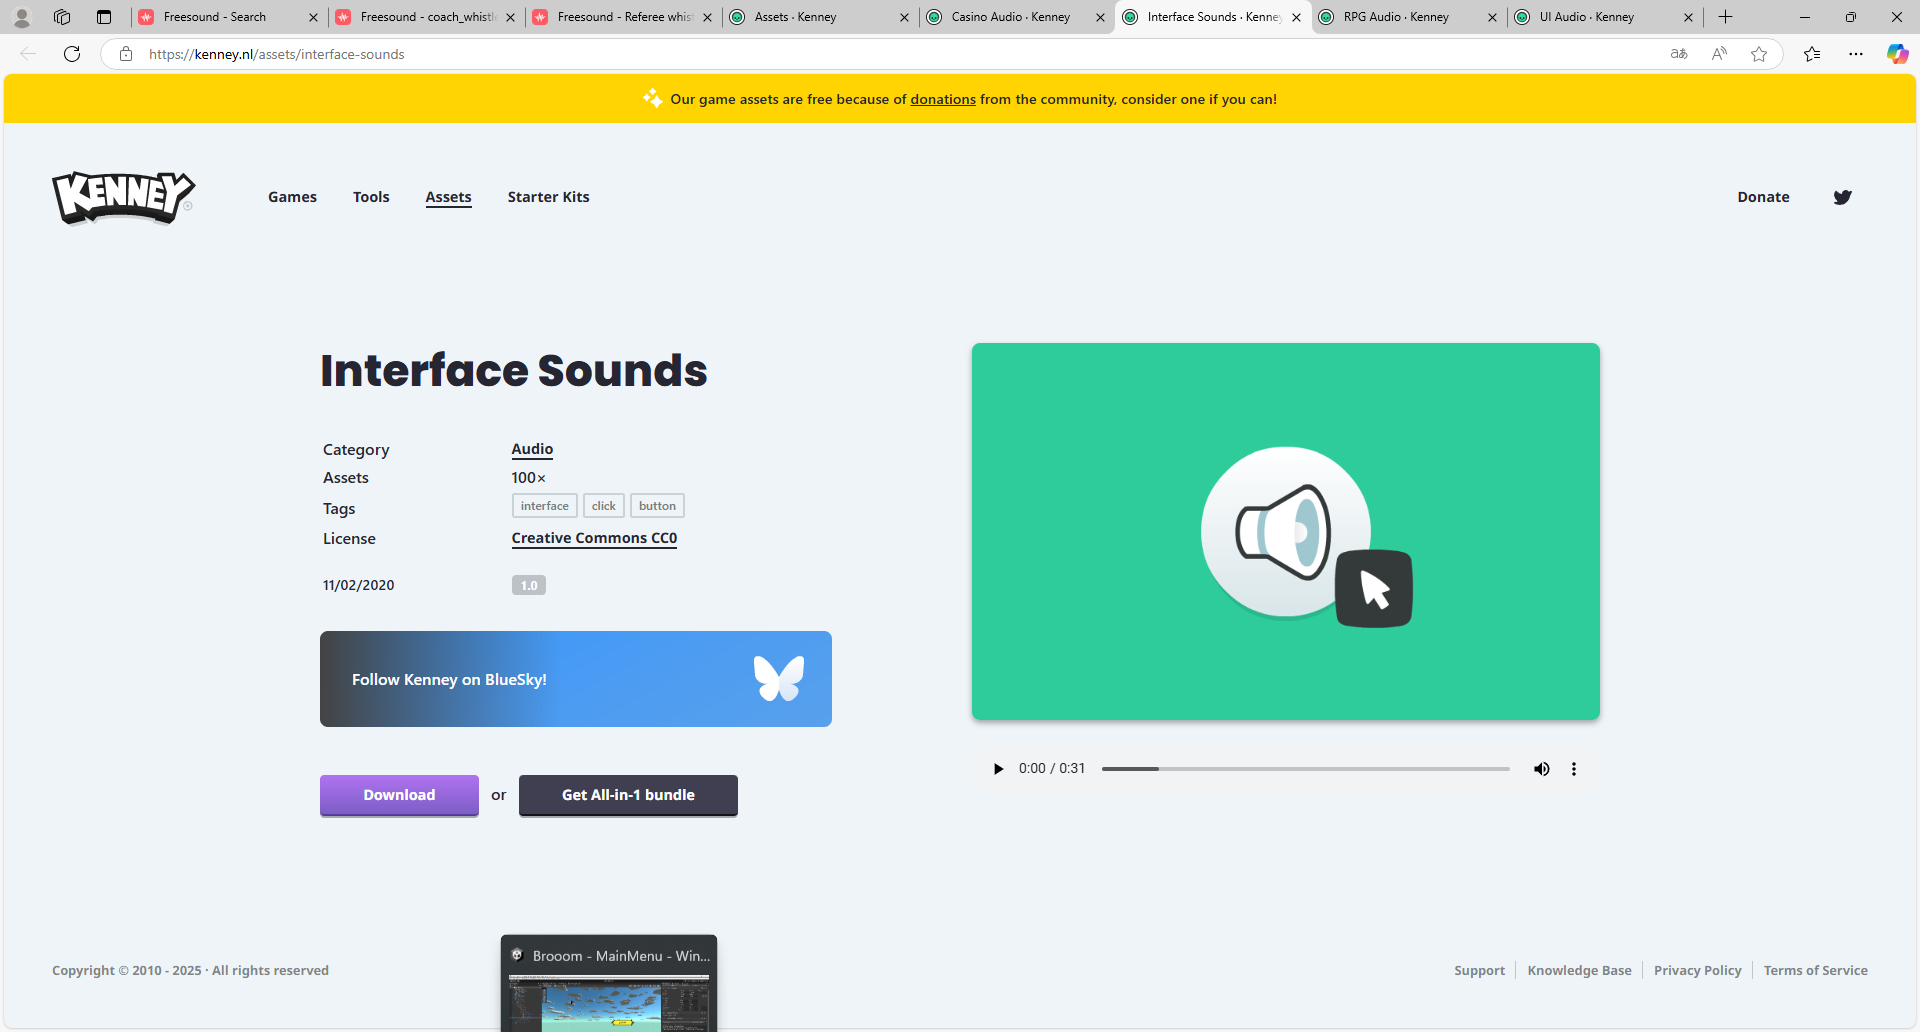 Freesound - Search
Freesound - coach_whistl
Freesound - Referee whist
Assets · Kenney
Casino Audio · Kenney
Interface Sounds · Kenney
RPG Audio · Kenney
UI Audio · Kenney
https://kenney.nl/assets/interface-sounds
Our game assets are free because of donations from the community, consider one if you can!
KENNEY
Games
Tools
Assets
Starter Kits
Donate
Interface Sounds
Category Audio
Assets 100×
Tags interface click button
License Creative Commons CC0
11/02/2020 1.0
Follow Kenney on BlueSky!
Download or Get All-in-1 bundle
0:00 / 0:31
Brooom - MainMenu - Win...
Copyright © 2010 - 2025 · All rights reserved
Support
Knowledge Base
Privacy Policy
Terms of Service